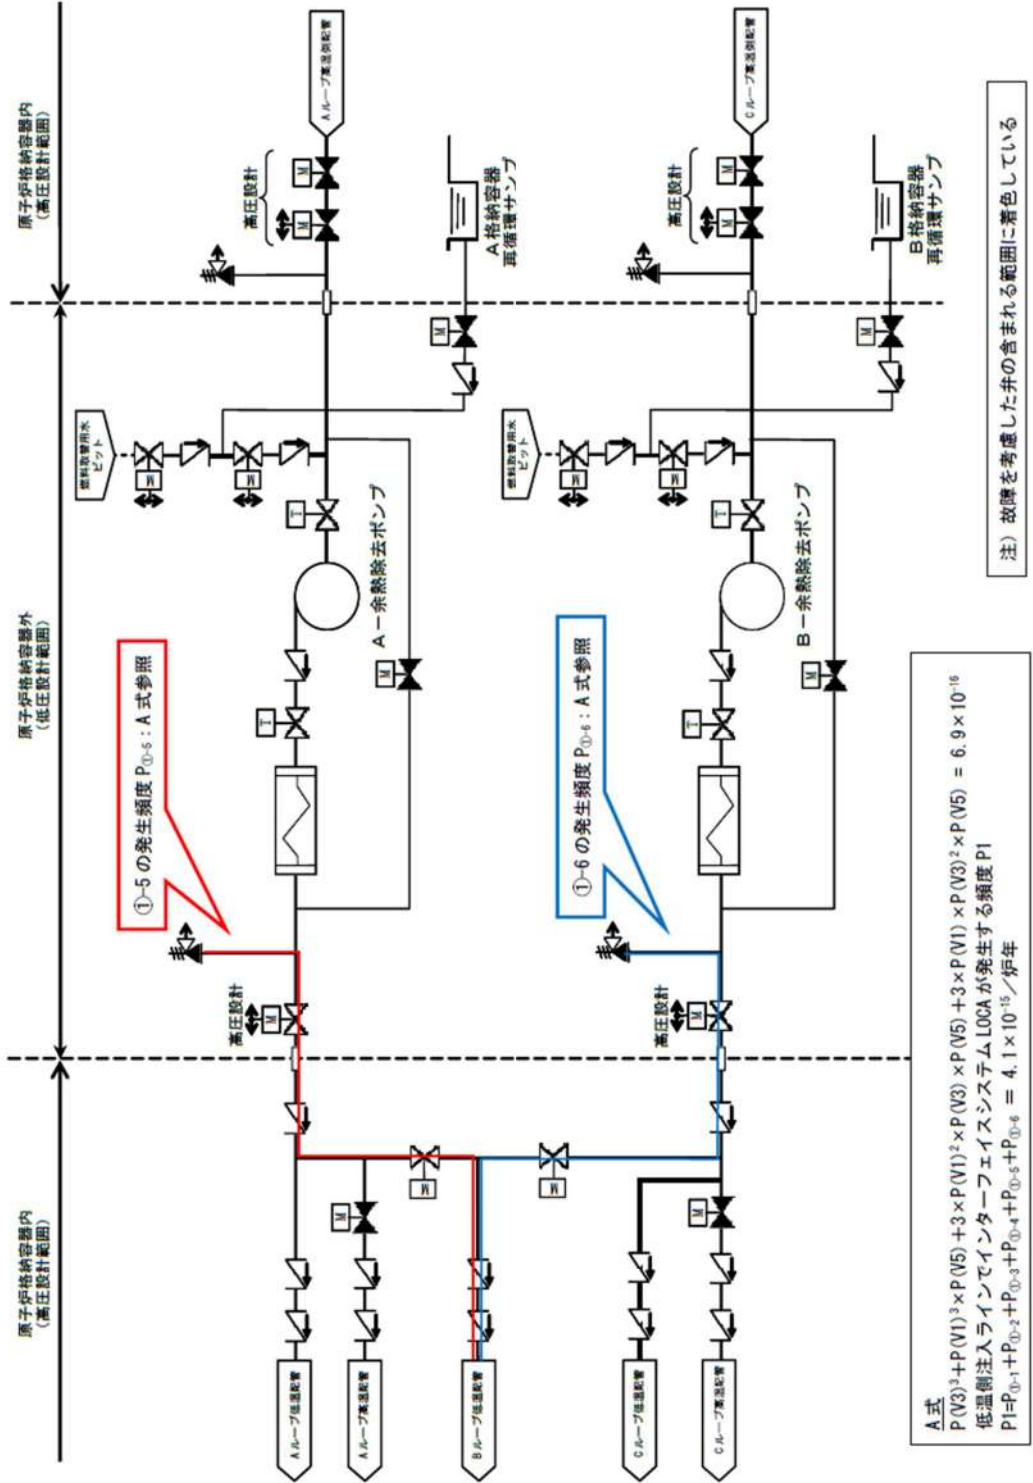 原子炉格納容器内
(高圧設計範囲)
原子炉格納容器外
(低圧設計範囲)
原子炉格納容器内
(高圧設計範囲)
Aループ低温配管
Aループ高温配管
Bループ低温配管
Cループ低温配管
Cループ高温配管
M
M
M
M
高圧設計
M
高圧設計
M
①-5の発生頻度P①-5:A式参照
①-6の発生頻度P①-6:A式参照
T
T
M
A-余熱除去ポンプ
T
T
M
B-余熱除去ポンプ
燃料取替用水
ピット
M
M
M
燃料取替用水
ピット
M
M
M
高圧設計
M
M
Aループ高温側配管
A格納容器
再循環サンプ
高圧設計
M
M
Cループ高温側配管
B格納容器
再循環サンプ
A式
P(V3)³+P(V1)³×P(V5)+3×P(V1)²×P(V3)×P(V5)+3×P(V1)×P(V3)²×P(V5) = 6.9×10⁻¹⁶
低温側注入ラインでインターフェイスシステムLOCAが発生する頻度P1
P1=P①-1+P①-2+P①-3+P①-4+P①-5+P①-6 = 4.1×10⁻¹⁵/炉年
注) 故障を考慮した弁の含まれる範囲に着色している